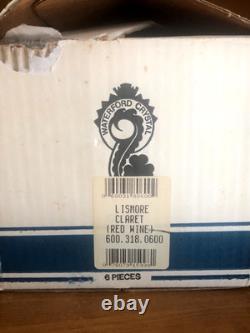 WATERFORD CRYSTAL
LISMORE
CLARET
(RED WINE)
600.318.0600
6 PIECES